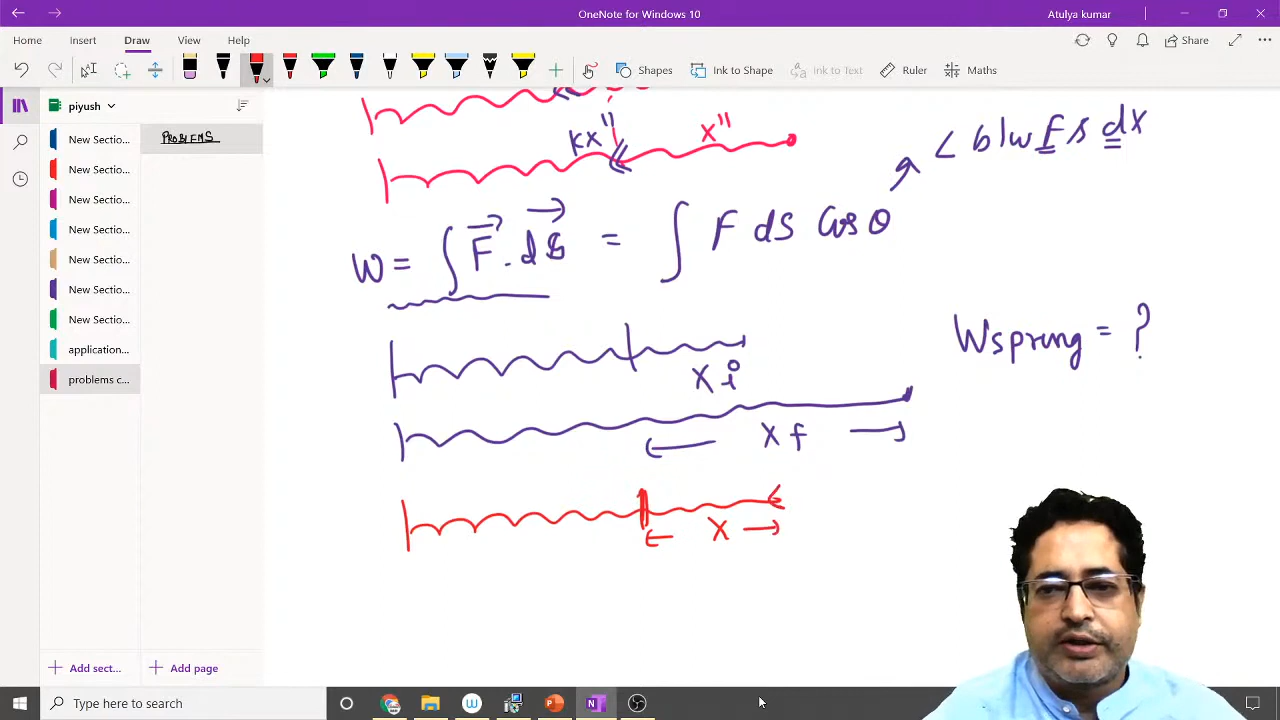 OneNote for Windows 10
Atulya kumar
Home Insert Draw View Help
Share
Shapes Ink to Shape Ink to Text Ruler Maths
piyush
New Sectio...
New Sectio...
New Sectio...
New Sectio...
New Sectio...
New Sectio...
New Sectio...
application...
problems c...
Add sect...
PROBLEMS
Add page
kx'' x''
∠ b/w F & dx
W = ∫ F⃗ . ds⃗ = ∫ F ds Cos θ
Wspring = ?
xi
xf
x
Type here to search